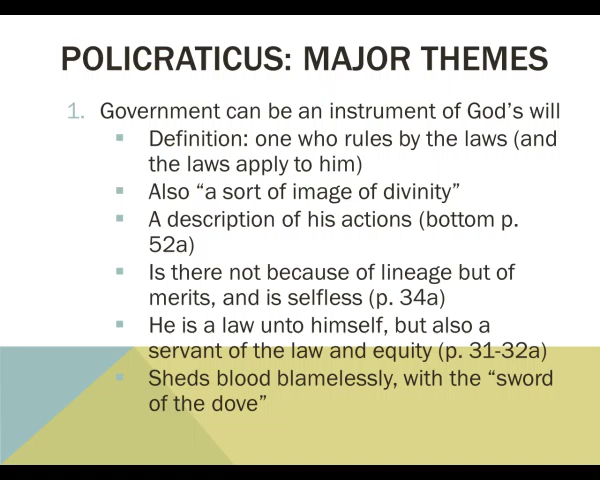 POLICRATICUS: MAJOR THEMES
1. Government can be an instrument of God's will
▪ Definition: one who rules by the laws (and
the laws apply to him)
▪ Also “a sort of image of divinity”
▪ A description of his actions (bottom p.
52a)
▪ Is there not because of lineage but of
merits, and is selfless (p. 34a)
▪ He is a law unto himself, but also a
servant of the law and equity (p. 31-32a)
▪ Sheds blood blamelessly, with the “sword
of the dove”